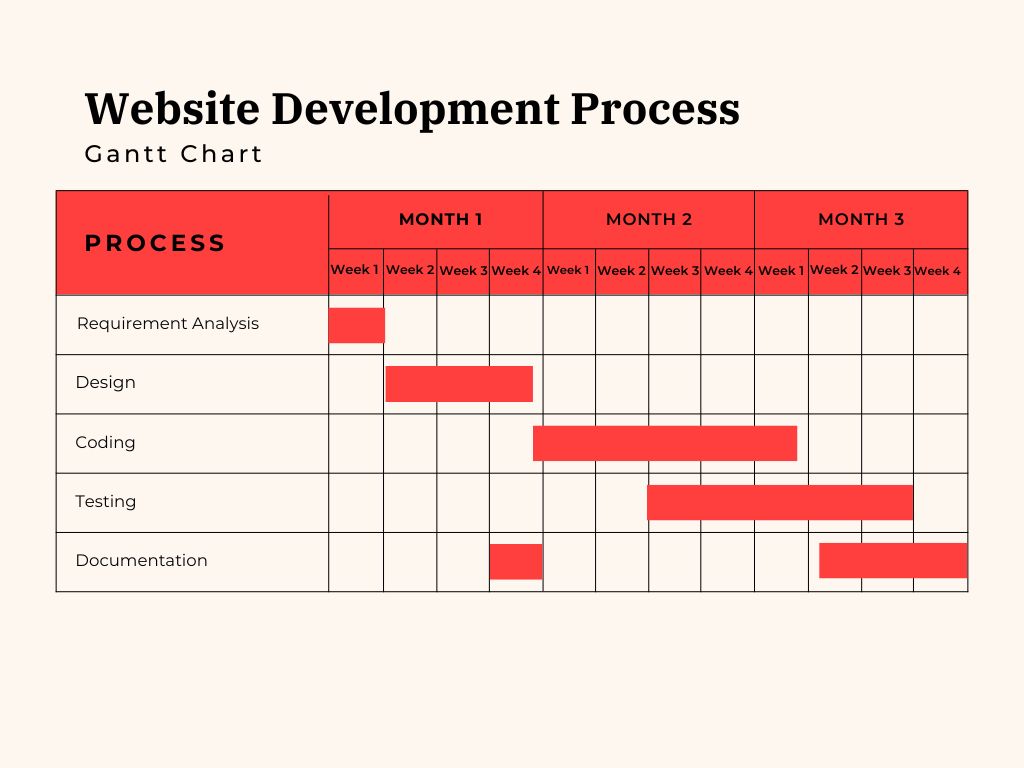 Website Development Process
Gantt Chart
PROCESS
MONTH 1 MONTH 2 MONTH 3
Week 1 Week 2 Week 3 Week 4 Week 1 Week 2 Week 3 Week 4 Week 1 Week 2 Week 3 Week 4
Requirement Analysis
Design
Coding
Testing
Documentation